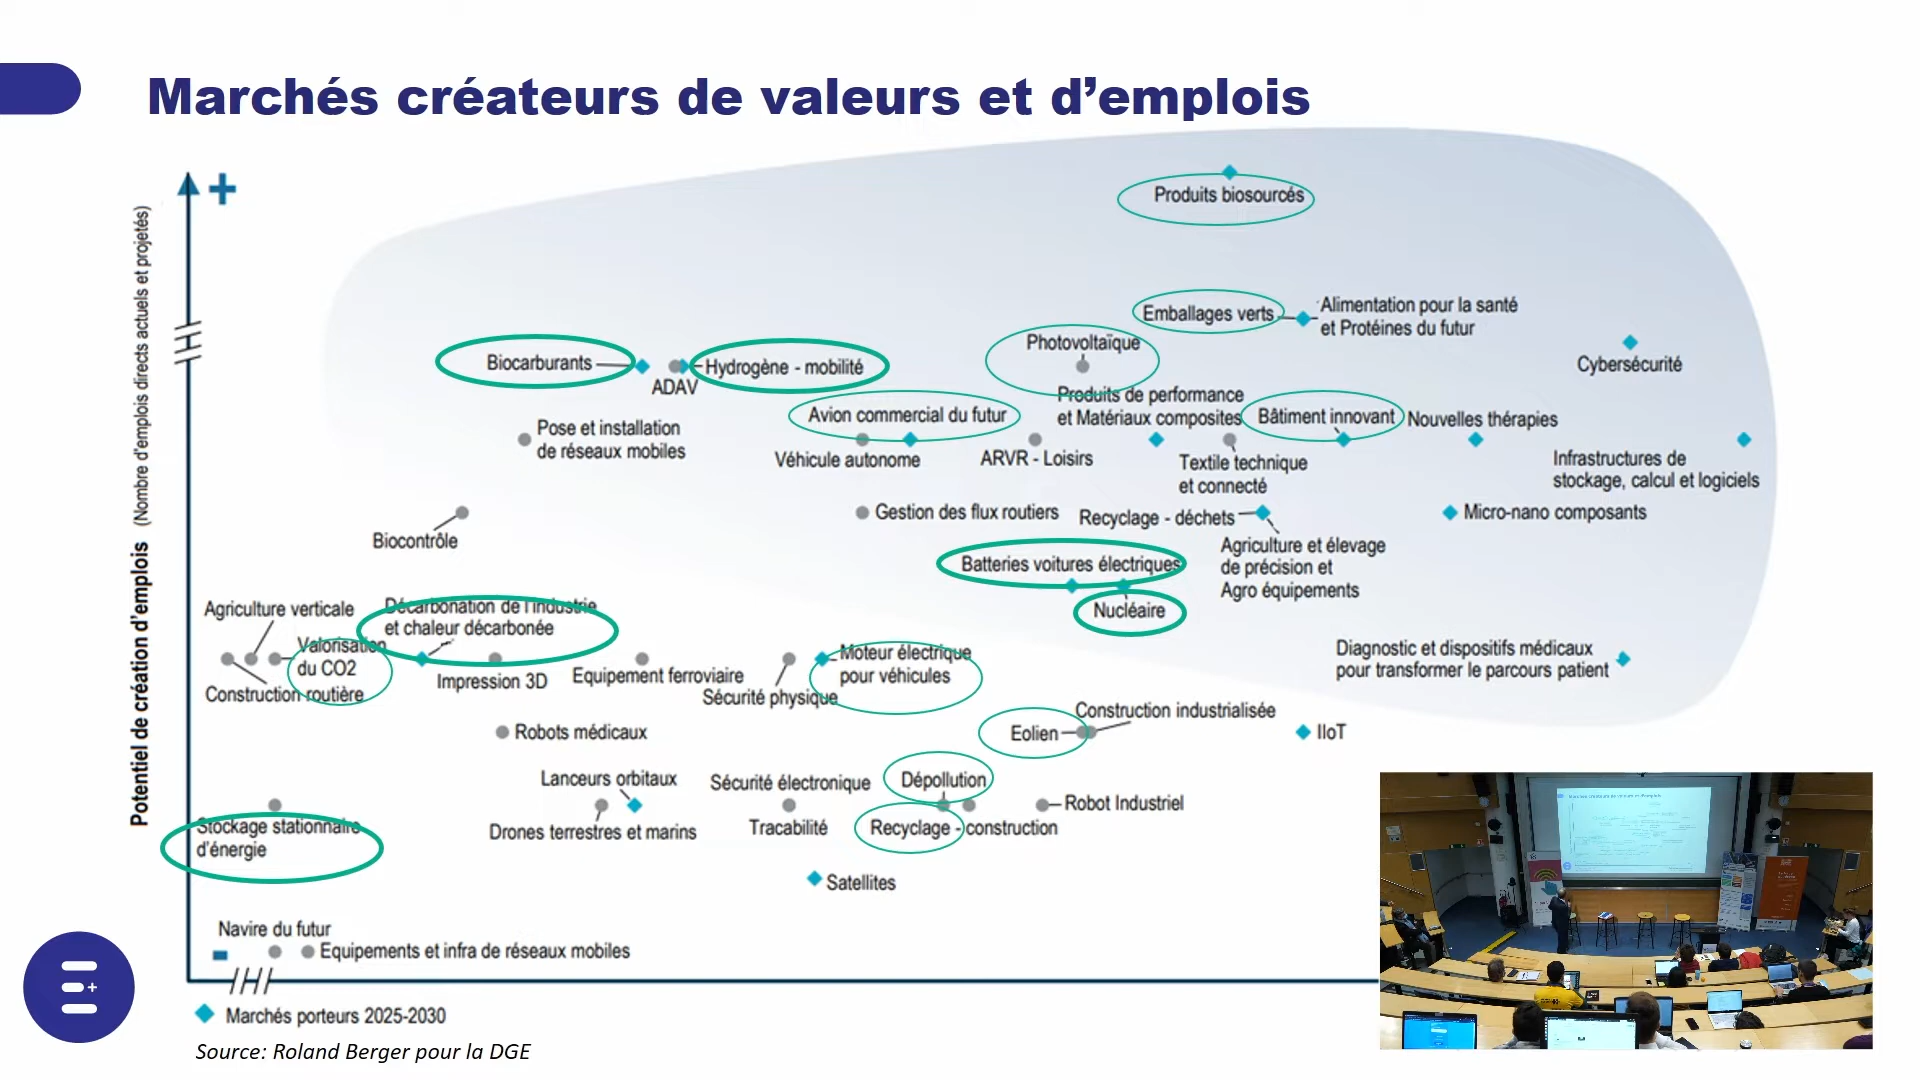 Marchés créateurs de valeurs et d’emplois
+
Potentiel de création d’emploi (Nombre d’emplois directs actuels et projetés)
Produits biosourcés
Emballages verts
Alimentation pour la santé
et Protéines du futur
Photovoltaïque
Cybersécurité
Biocarburants
ADAV
Hydrogène - mobilité
Produits de performance
et Matériaux composites
Avion commercial du futur
Bâtiment innovant
Nouvelles thérapies
Pose et installation
de réseaux mobiles
Véhicule autonome
ARVR - Loisirs
Textile technique
et connecté
Infrastructures de
stockage, calcul et logiciels
Biocontrôle
Gestion des flux routiers
Recyclage - déchets
Micro-nano composants
Agriculture et élevage
de précision et
Agro équipements
Batteries voitures électriques
Nucléaire
Agriculture verticale
Décarbonation de l’industrie
et chaleur décarbonée
Valorisation
du CO2
Construction routière
Impression 3D
Equipement ferroviaire
Sécurité physique
Moteur électrique
pour véhicules
Diagnostic et dispositifs médicaux
pour transformer le parcours patient
Robots médicaux
Eolien
Construction industrialisée
IIoT
Lanceurs orbitaux
Sécurité électronique
Dépollution
Robot Industriel
Drones terrestres et marins
Tracabilité
Recyclage - construction
Stockage stationnaire
d’énergie
Satellites
Navire du futur
-
Equipements et infra de réseaux mobiles
Marchés porteurs 2025-2030
Source: Roland Berger pour la DGE
E+